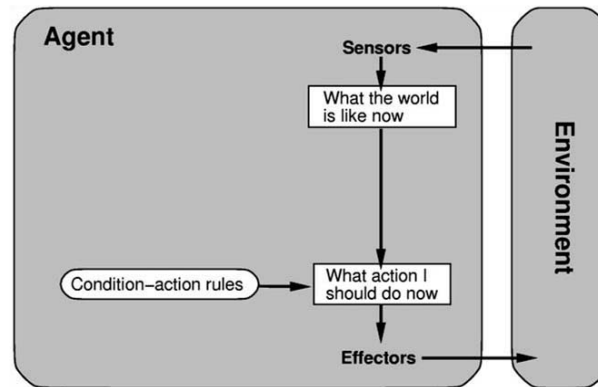 Agent
Sensors
What the world
is like now
Environment
Condition–action rules
What action I
should do now
Effectors